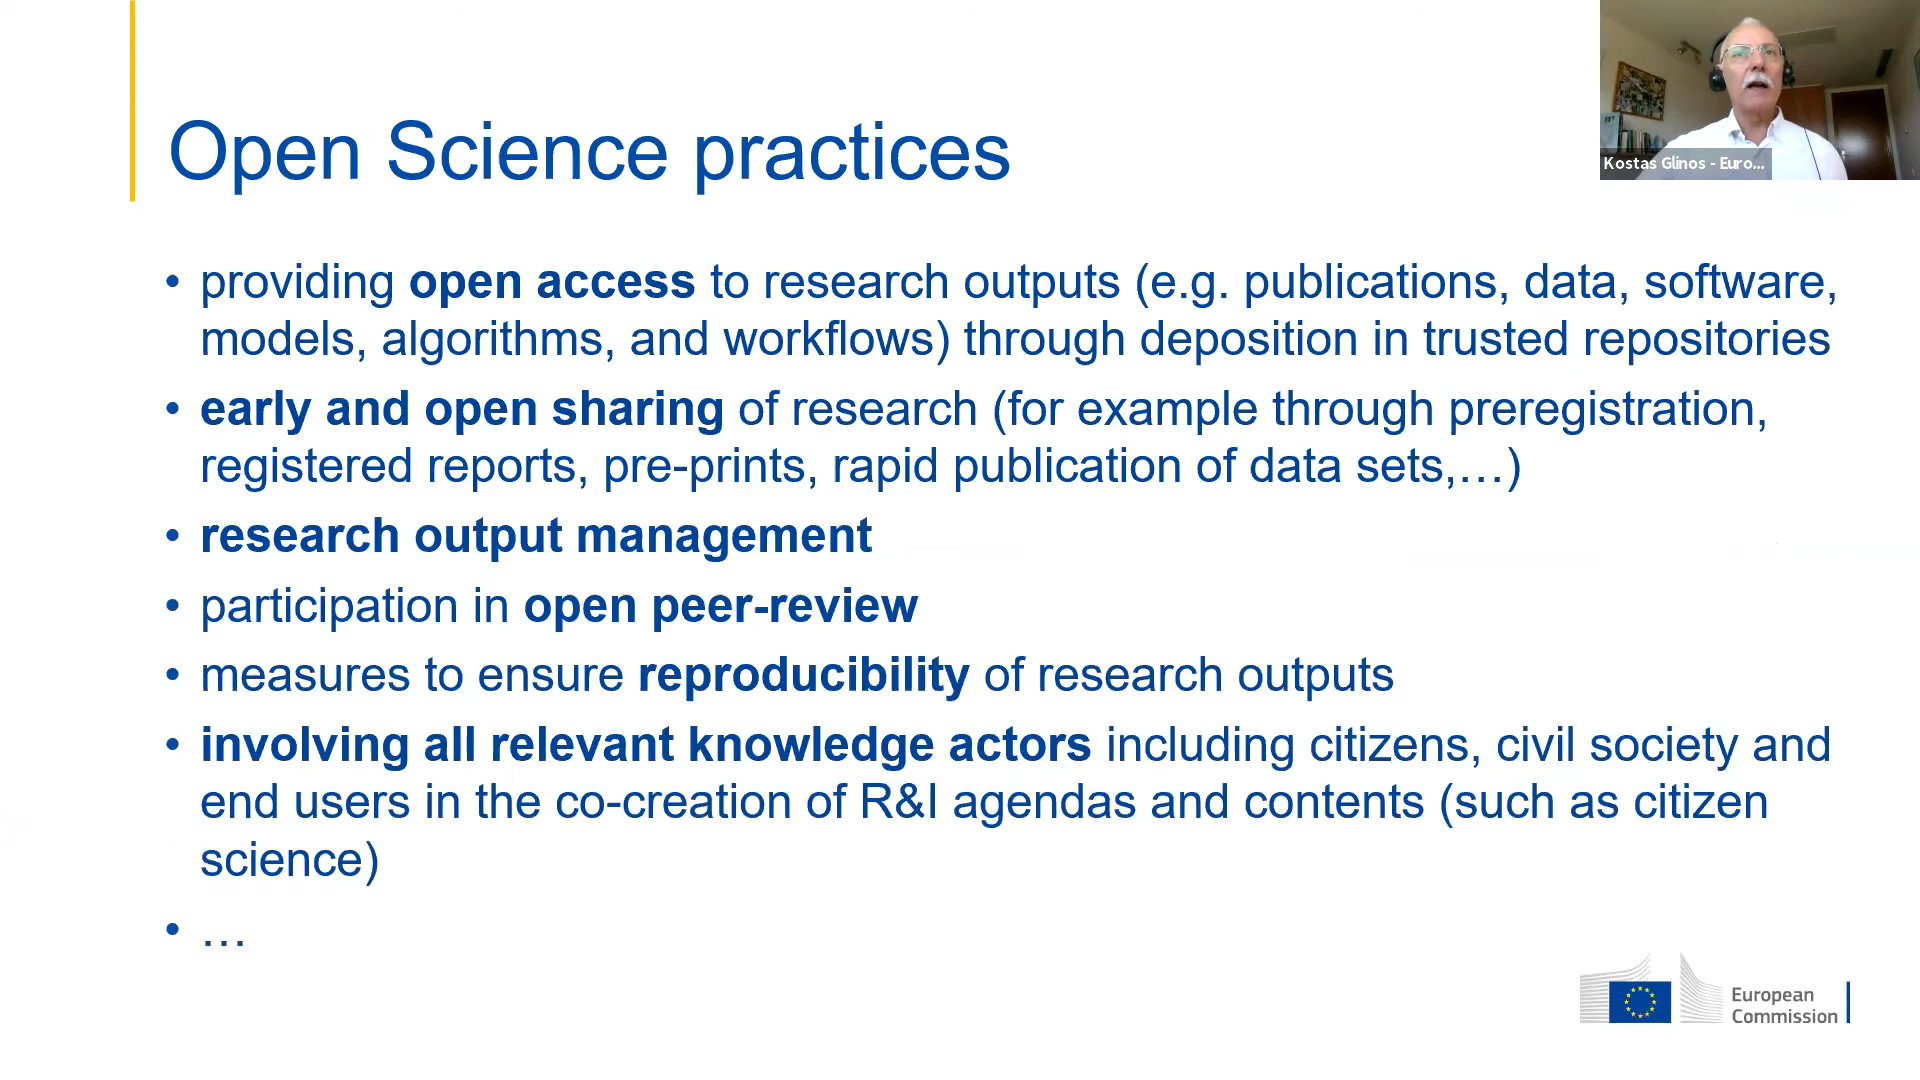 Kostas Glinos - Euro...
Open Science practices
• providing open access to research outputs (e.g. publications, data, software,
models, algorithms, and workflows) through deposition in trusted repositories
• early and open sharing of research (for example through preregistration,
registered reports, pre-prints, rapid publication of data sets,…)
• research output management
• participation in open peer-review
• measures to ensure reproducibility of research outputs
• involving all relevant knowledge actors including citizens, civil society and
end users in the co-creation of R&I agendas and contents (such as citizen
science)
• …
European
Commission